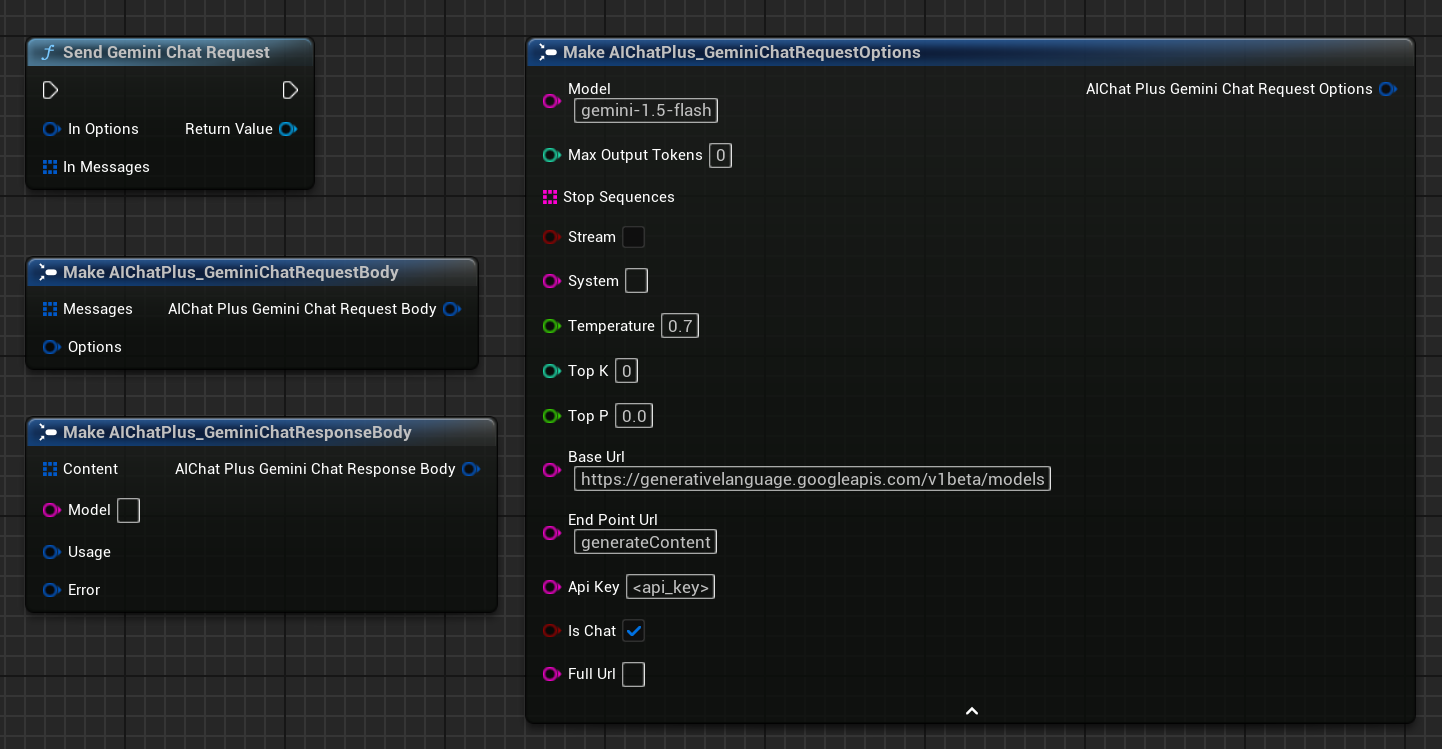 Send Gemini Chat Request
In Options Return Value
In Messages
Make AIChatPlus_GeminiChatRequestBody
Messages AIChat Plus Gemini Chat Request Body
Options
Make AIChatPlus_GeminiChatResponseBody
Content AIChat Plus Gemini Chat Response Body
Model
Usage
Error
Make AIChatPlus_GeminiChatRequestOptions
Model AIChat Plus Gemini Chat Request Options
gemini-1.5-flash
Max Output Tokens 0
Stop Sequences
Stream
System
Temperature 0.7
Top K 0
Top P 0.0
Base Url
https://generativelanguage.googleapis.com/v1beta/models
End Point Url
generateContent
Api Key <api_key>
Is Chat
Full Url